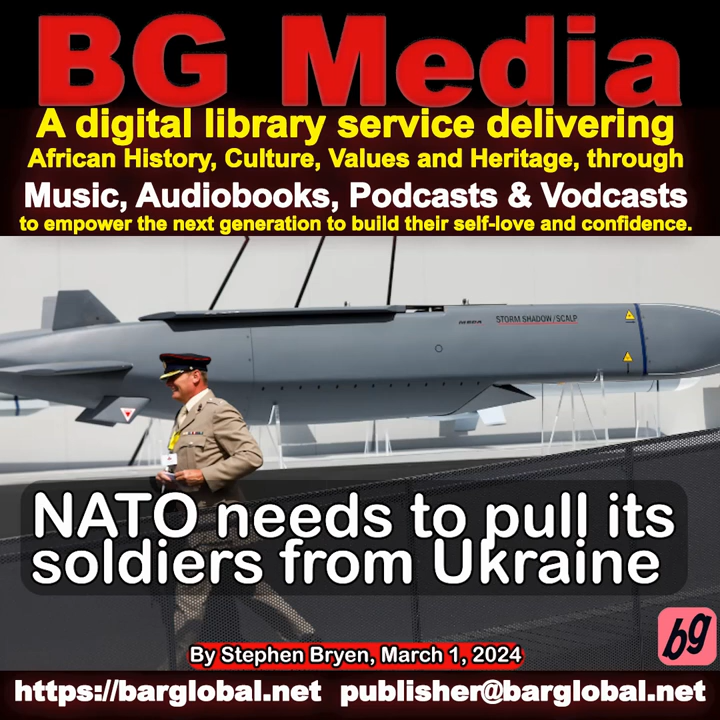 BG Media
A digital library service delivering
African History, Culture, Values and Heritage, through
Music, Audiobooks, Podcasts & Vodcasts
to empower the next generation to build their self-love and confidence.
STORM SHADOW/SCALP
NATO needs to pull its
soldiers from Ukraine
bg
By Stephen Bryen, March 1, 2024
https://barglobal.net publisher@barglobal.net